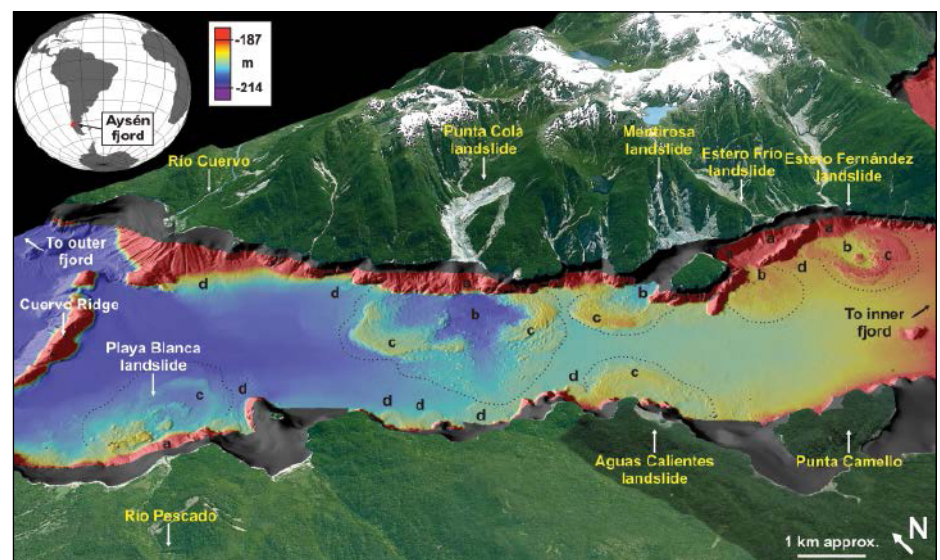 -187
m
-214
Aysén
fjord
Río Cuervo
Punta Cola
landslide
Mentirosa
landslide
Estero Frío
landslide
Estero Fernández
landslide
To outer
fjord
Cuervo Ridge
Playa Blanca
landslide
To inner
fjord
d
d
a
b
c
c
b
c
a
b
d
a
b
c
c
d
a
d
d
d
d
c
Aguas Calientes
landslide
Punta Camello
Río Pescado
1 km approx.
N